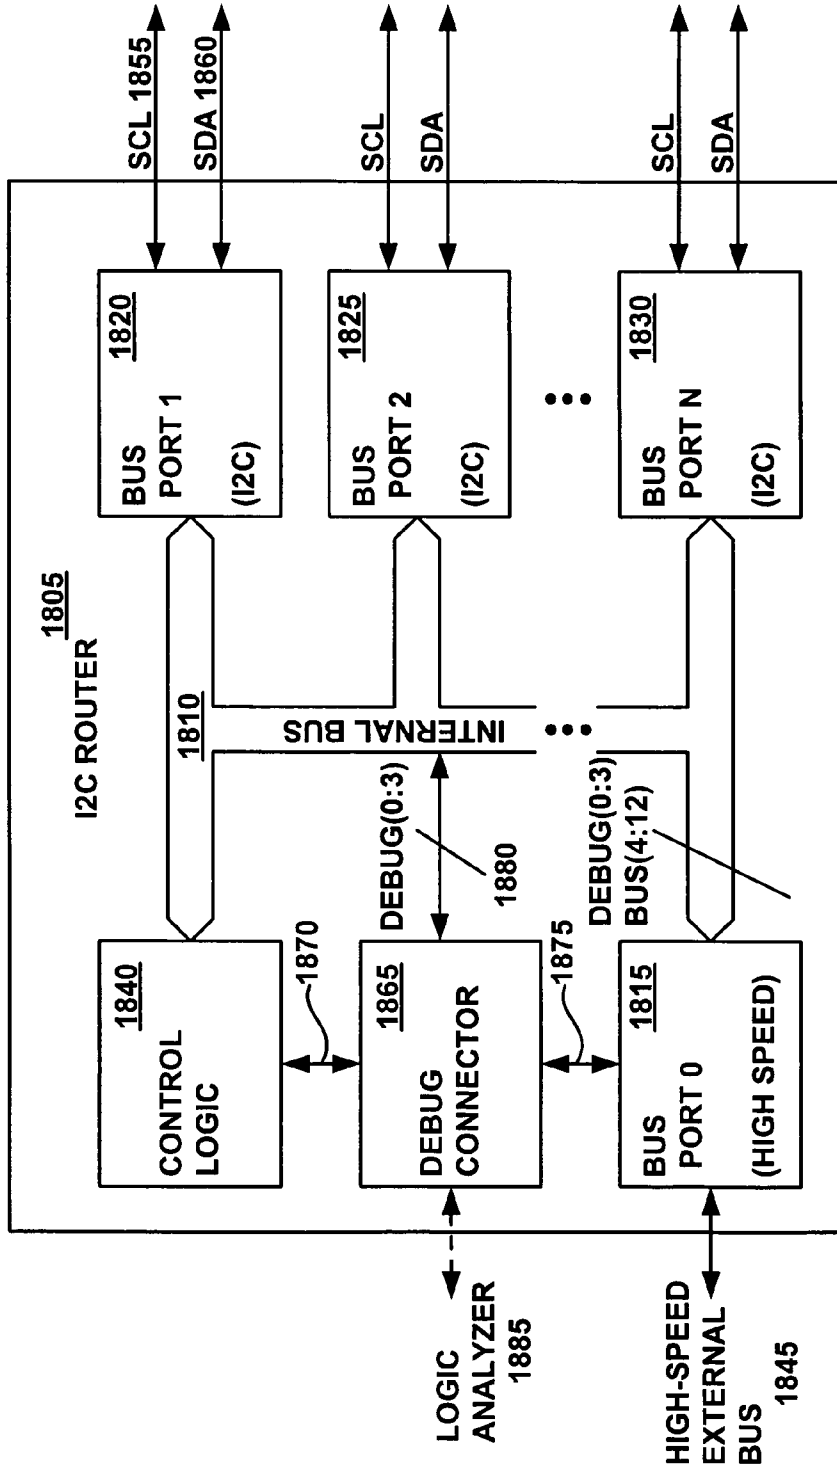 I2C ROUTER
1805
CONTROL
LOGIC
1840
1870
LOGIC
ANALYZER
1885
DEBUG
CONNECTOR
1865
1875
HIGH-SPEED
EXTERNAL
BUS
1845
BUS
PORT 0
(HIGH SPEED)
1815
1810
INTERNAL BUS
DEBUG(0:3)
1880
DEBUG(0:3)
BUS(4:12)
BUS
PORT 1
(I2C)
1820
SCL 1855
SDA 1860
BUS
PORT 2
(I2C)
1825
SCL
SDA
BUS
PORT N
(I2C)
1830
SCL
SDA